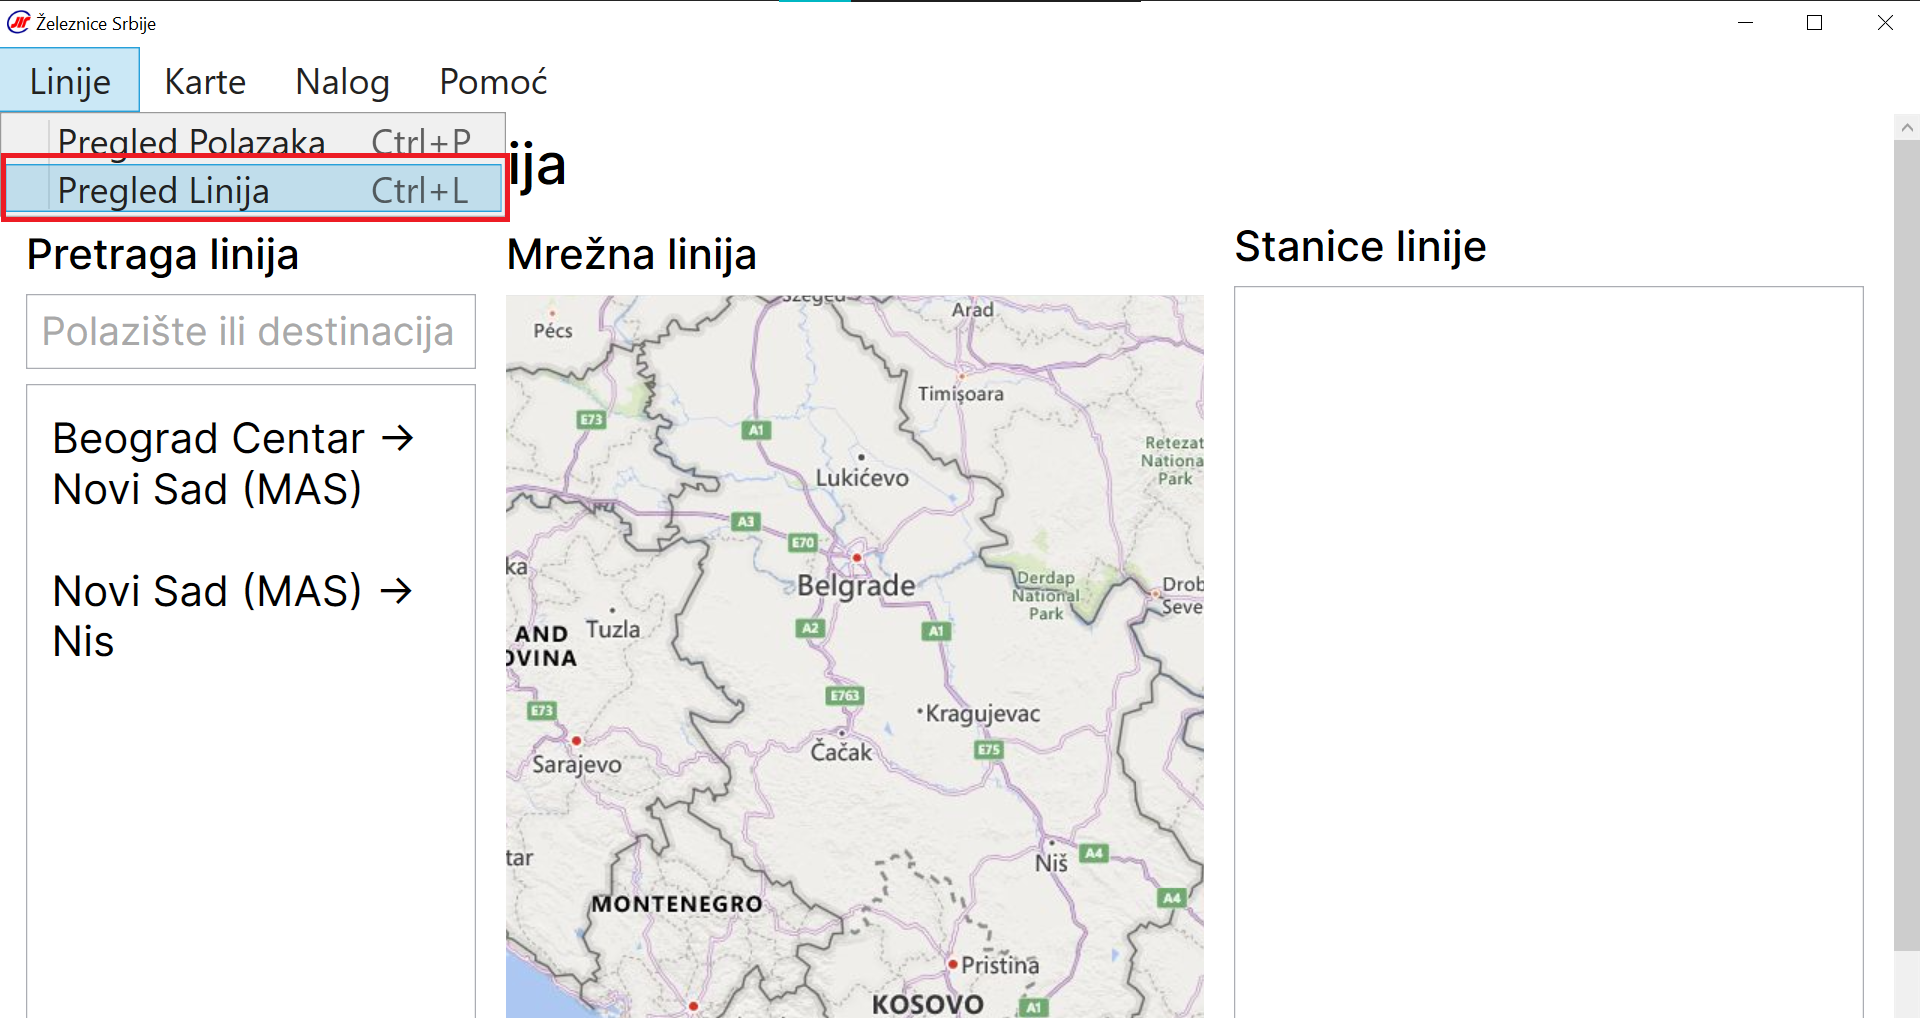 Železnice Srbije
Linije Karte Nalog Pomoć
Pregled Polazaka Ctrl+P
Pregled Linija Ctrl+L
ija
Pretraga linija
Polazište ili destinacija
Beograd Centar →
Novi Sad (MAS)
Novi Sad (MAS) →
Nis
Mrežna linija
Szeged
Arad
Pécs
Timișoara
E73
A1
Retezat
Nationa
Park
Lukićevo
A3
E70
Belgrade
Derdap
National
Park
Drob
Seve
ka
AND
OVINA
Tuzla
A2
A1
E763
E73
Kragujevac
Čačak
E75
Sarajevo
Niš
A4
tar
A4
MONTENEGRO
Pristina
KOSOVO
A1
Stanice linije